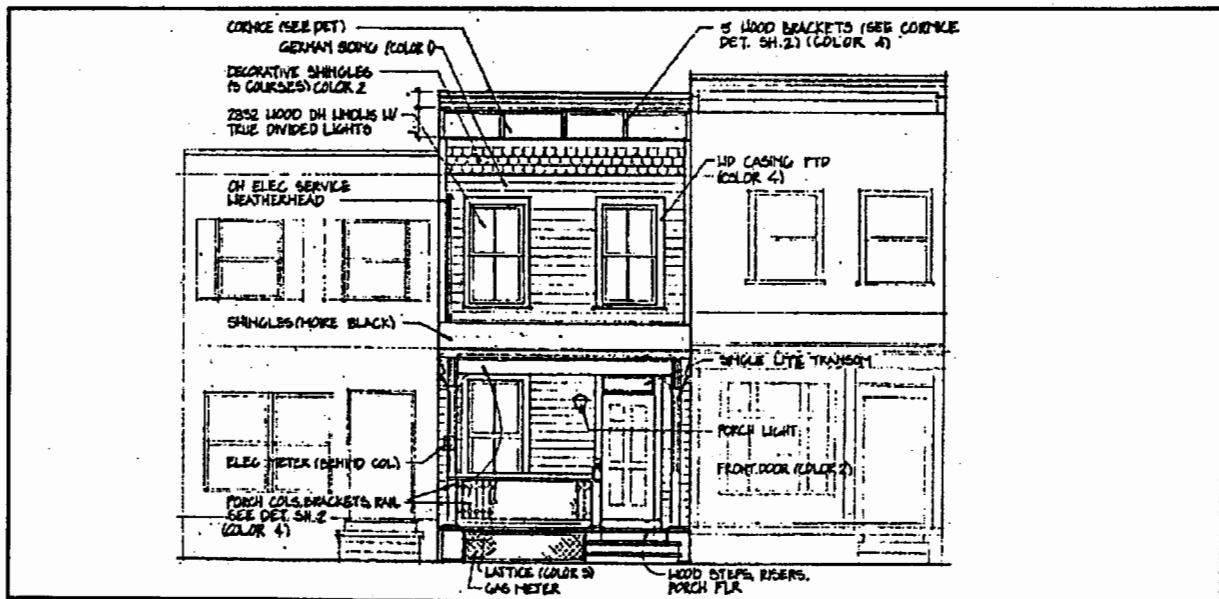 CORNICE (SEE DET)
GERMAN SIDING (COLOR 1)
DECORATIVE SHINGLES
(5 COURSES) COLOR 2
2852 WOOD DH WNDWS W/
TRUE DIVIDED LIGHTS
OH ELEC SERVICE
WEATHERHEAD
SHINGLES (MOIRE BLACK)
ELEC METER (BEHIND COL)
PORCH COLS, BRACKETS, RAIL
SEE DET. SH. 2
(COLOR 4)
LATTICE (COLOR 3)
GAS METER
5 WOOD BRACKETS (SEE CORNICE
DET. SH. 2) (COLOR 4)
WD CASING PTD
(COLOR 4)
SINGLE LITE TRANSOM
PORCH LIGHT
FRONT DOOR (COLOR 2)
WOOD STEPS, RISERS,
PORCH FLR